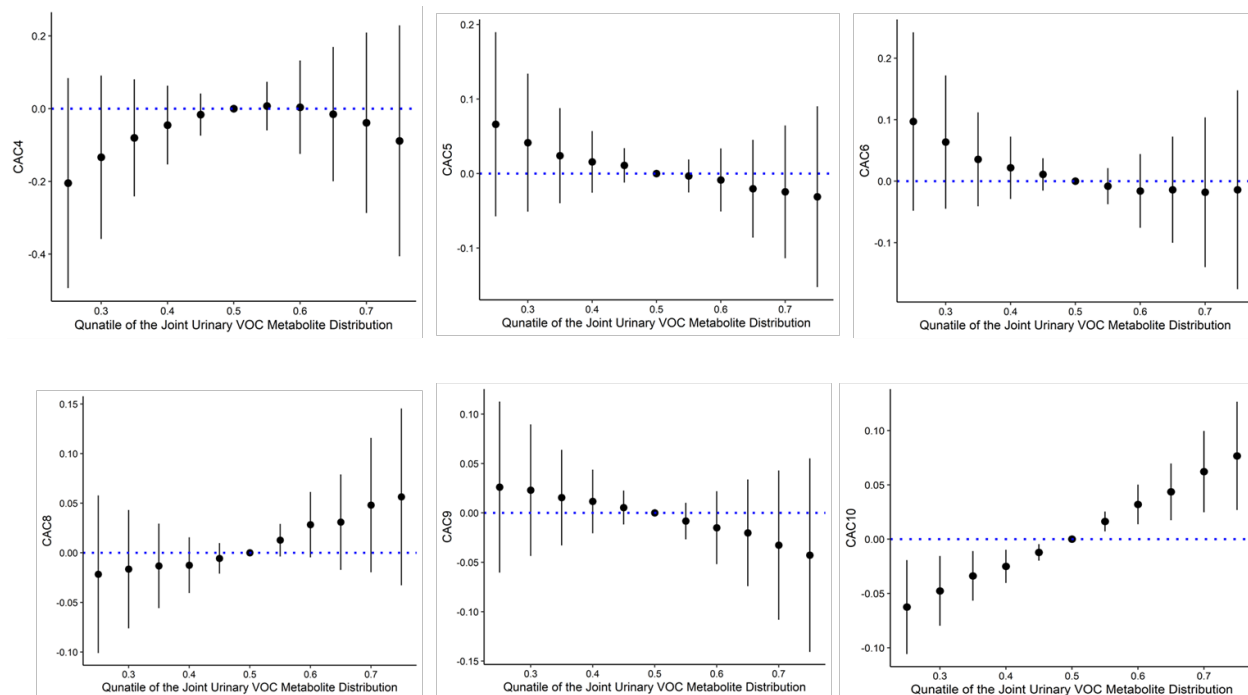 CAC4
0.2
0.0
-0.2
-0.4
0.3 0.4 0.5 0.6 0.7
Qunatile of the Joint Urinary VOC Metabolite Distribution
CAC5
0.2
0.1
0.0
-0.1
0.3 0.4 0.5 0.6 0.7
Qunatile of the Joint Urinary VOC Metabolite Distribution
CAC6
0.2
0.1
0.0
-0.1
0.3 0.4 0.5 0.6 0.7
Qunatile of the Joint Urinary VOC Metabolite Distribution
CAC8
0.15
0.10
0.05
0.00
-0.05
-0.10
0.3 0.4 0.5 0.6 0.7
Qunatile of the Joint Urinary VOC Metabolite Distribution
CAC9
0.10
0.05
0.00
-0.05
-0.10
-0.15
0.3 0.4 0.5 0.6 0.7
Qunatile of the Joint Urinary VOC Metabolite Distribution
CAC10
0.10
0.05
0.00
-0.05
-0.10
0.3 0.4 0.5 0.6 0.7
Qunatile of the Joint Urinary VOC Metabolite Distribution